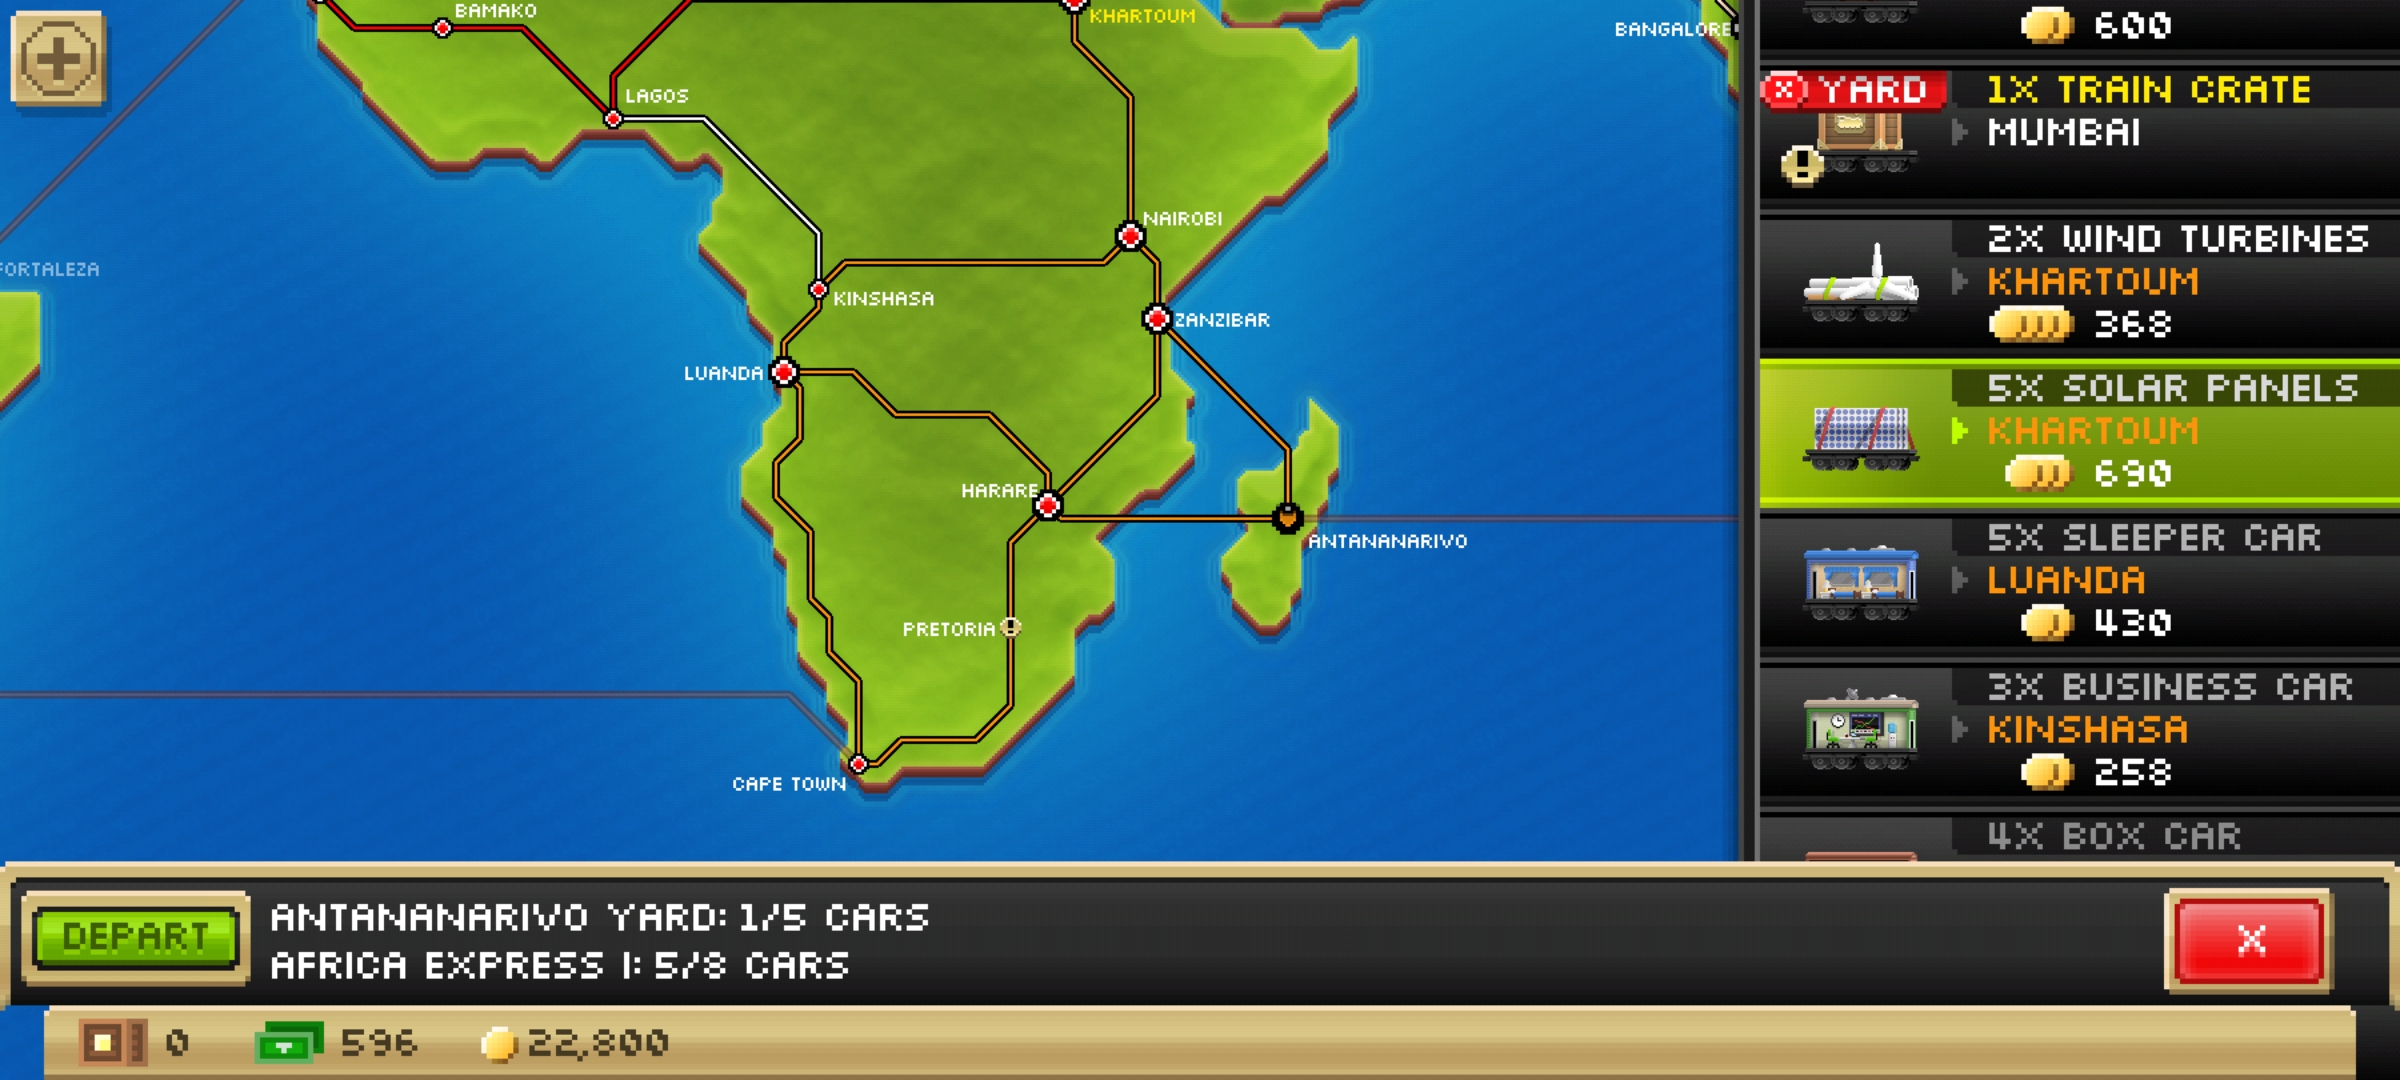 BAMAKO
KHARTOUM
BANGALORE
LAGOS
NAIROBI
FORTALEZA
KINSHASA
ZANZIBAR
LUANDA
HARARE
ANTANANARIVO
PRETORIA
CAPE TOWN
600
YARD
1X TRAIN CRATE
MUMBAI
2X WIND TURBINES
KHARTOUM
368
5X SOLAR PANELS
KHARTOUM
690
5X SLEEPER CAR
LUANDA
430
3X BUSINESS CAR
KINSHASA
258
4X BOX CAR
DEPART
ANTANANARIVO YARD: 1/5 CARS
AFRICA EXPRESS I: 5/8 CARS
X
0
596
22,800